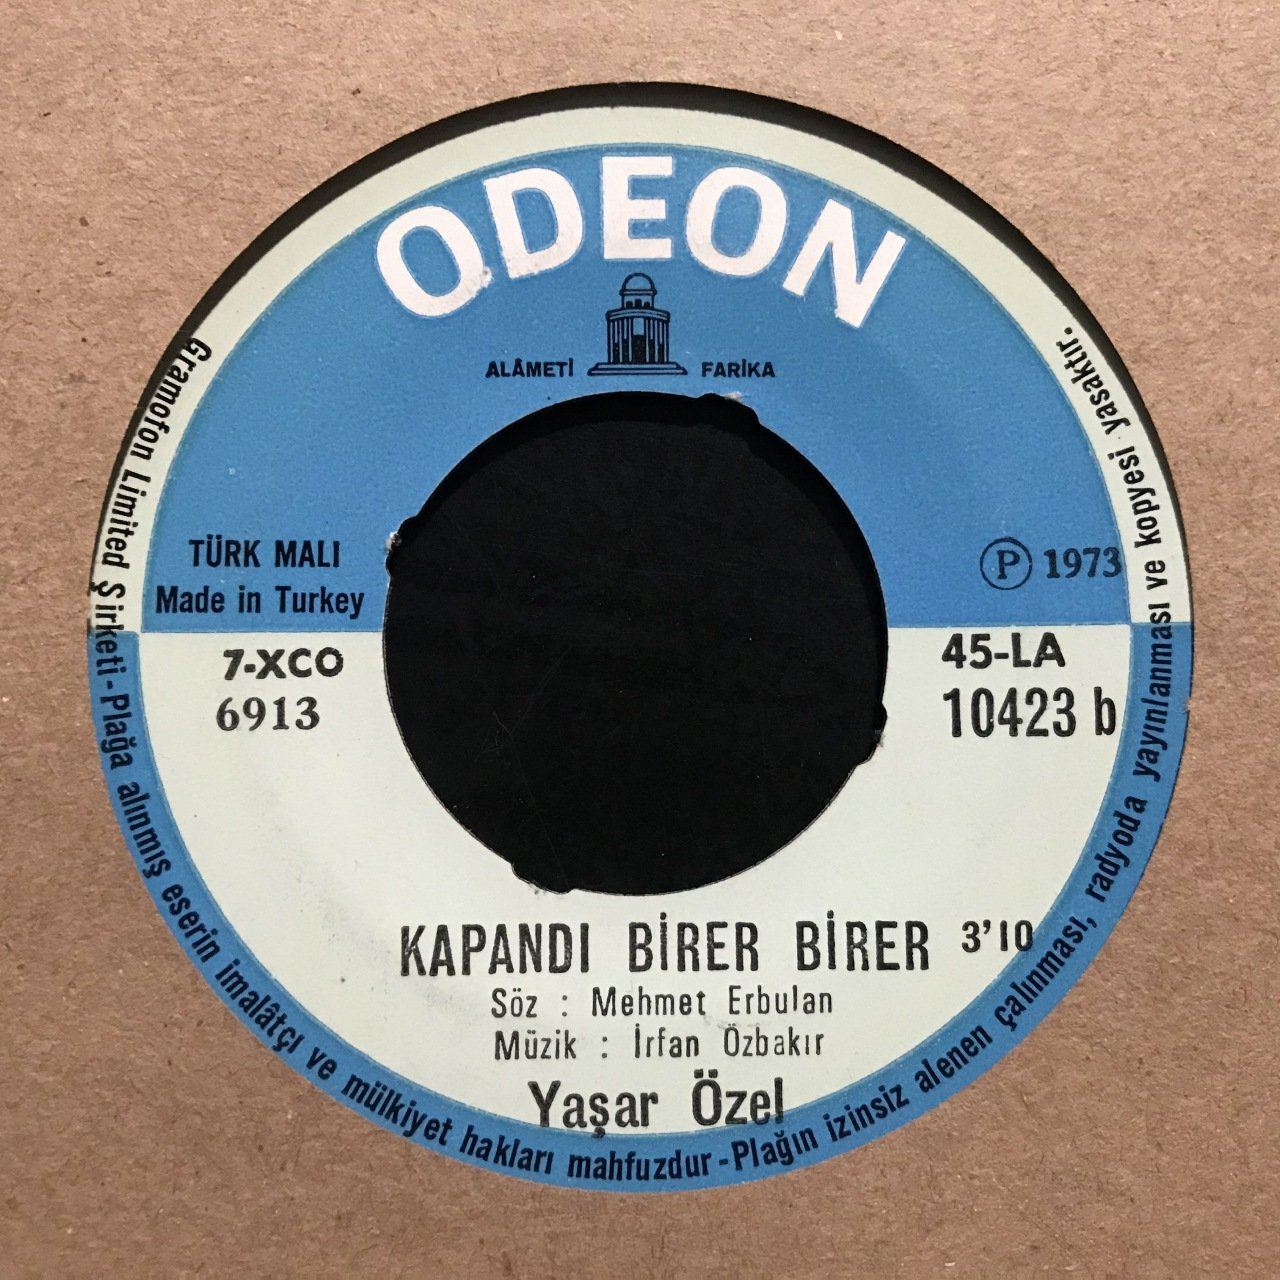 ODEON
ALÂMETİ FARİKA
TÜRK MALI
Made in Turkey
Ⓟ 1973
7-XCO
6913
45-LA
10423 b
KAPANDI BİRER BİRER 3'10
Söz : Mehmet Erbulan
Müzik : İrfan Özbakır
Yaşar Özel
Gramofon Limited Şirketi - Plağa alınmış eserin imalâtçı ve mülkiyet hakları mahfuzdur - Plağın izinsiz alenen çalınması, radyoda yayınlanması ve kopyesi yasaktır.